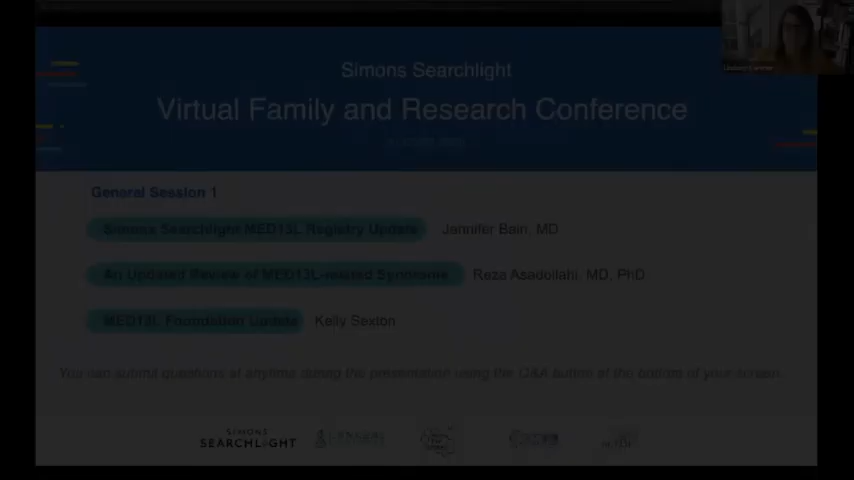 Simons Searchlight
Virtual Family and Research Conference
General Session 1
Simons Searchlight MED13L Registry Update Jennifer Bain, MD
An Updated Review of MED13L-related Syndrome Reza Asadollahi, MD, PhD
MED13L Foundation Update Kelly Sexton
You can submit questions at anytime during the presentation using the Q&A button at the bottom of your screen.
SIMONS
SEARCHLIGHT